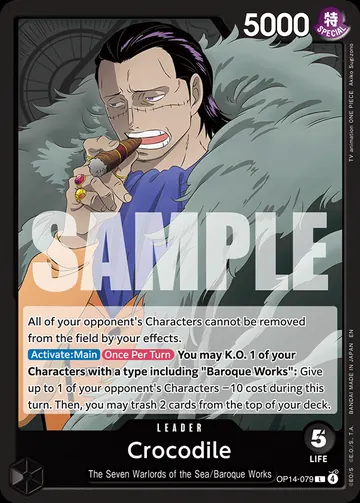 5000
特
SPECIAL
TV animation ONE PIECE Akiko Sugizono
SAMPLE
All of your opponent's Characters cannot be removed
from the field by your effects.
Activate:Main Once Per Turn You may K.O. 1 of your
Characters with a type including "Baroque Works": Give
up to 1 of your opponent's Characters −10 cost during this
turn. Then, you may trash 2 cards from the top of your deck.
LEADER
Crocodile
The Seven Warlords of the Sea/Baroque Works
5
LIFE
OP14-079 L 4
©E.O/S. ©E.O./S., T.A. BANDAI MADE IN JAPAN EN